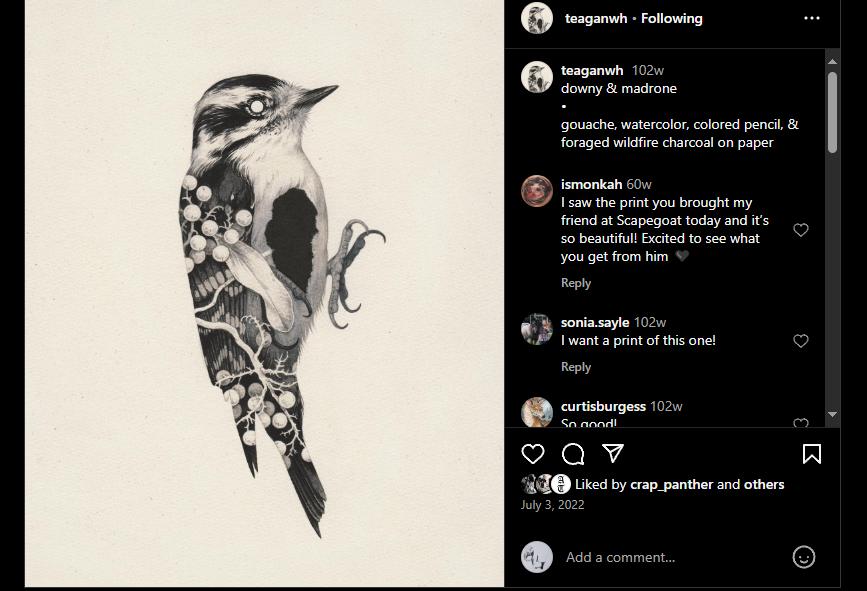 teaganwh • Following
teaganwh 102w
downy & madrone
•
gouache, watercolor, colored pencil, &
foraged wildfire charcoal on paper
ismonkah 60w
I saw the print you brought my
friend at Scapegoat today and it’s
so beautiful! Excited to see what
you get from him 🖤
Reply
sonia.sayle 102w
I want a print of this one!
Reply
curtisburgess 102w
So good!
Liked by crap_panther and others
July 3, 2022
Add a comment...